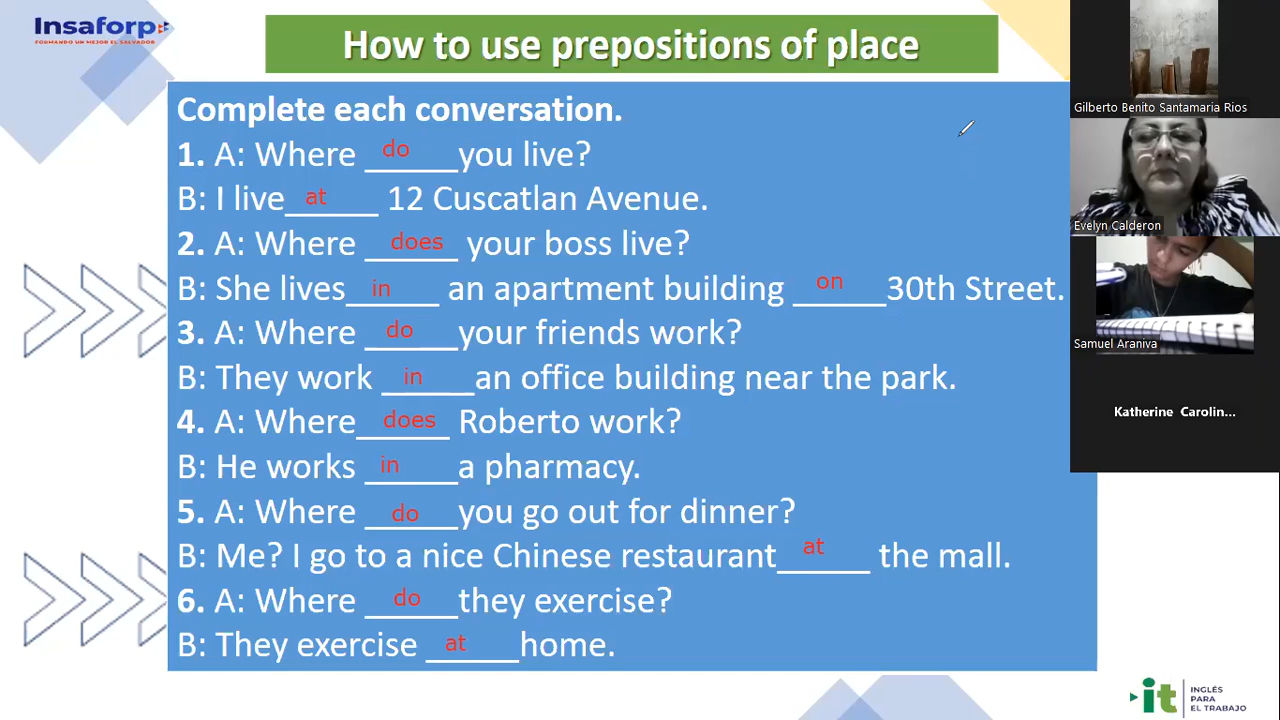 Insaforp
FORMANDO UN MEJOR EL SALVADOR
How to use prepositions of place
Complete each conversation.
1. A: Where do you live?
B: I live at 12 Cuscatlan Avenue.
2. A: Where does your boss live?
B: She lives in an apartment building on 30th Street.
3. A: Where do your friends work?
B: They work in an office building near the park.
4. A: Where does Roberto work?
B: He works in a pharmacy.
5. A: Where do you go out for dinner?
B: Me? I go to a nice Chinese restaurant at the mall.
6. A: Where do they exercise?
B: They exercise at home.
Gilberto Benito Santamaria Rios
Evelyn Calderon
Samuel Araniva
Katherine Carolin...
it
INGLÉS
PARA
EL TRABAJO